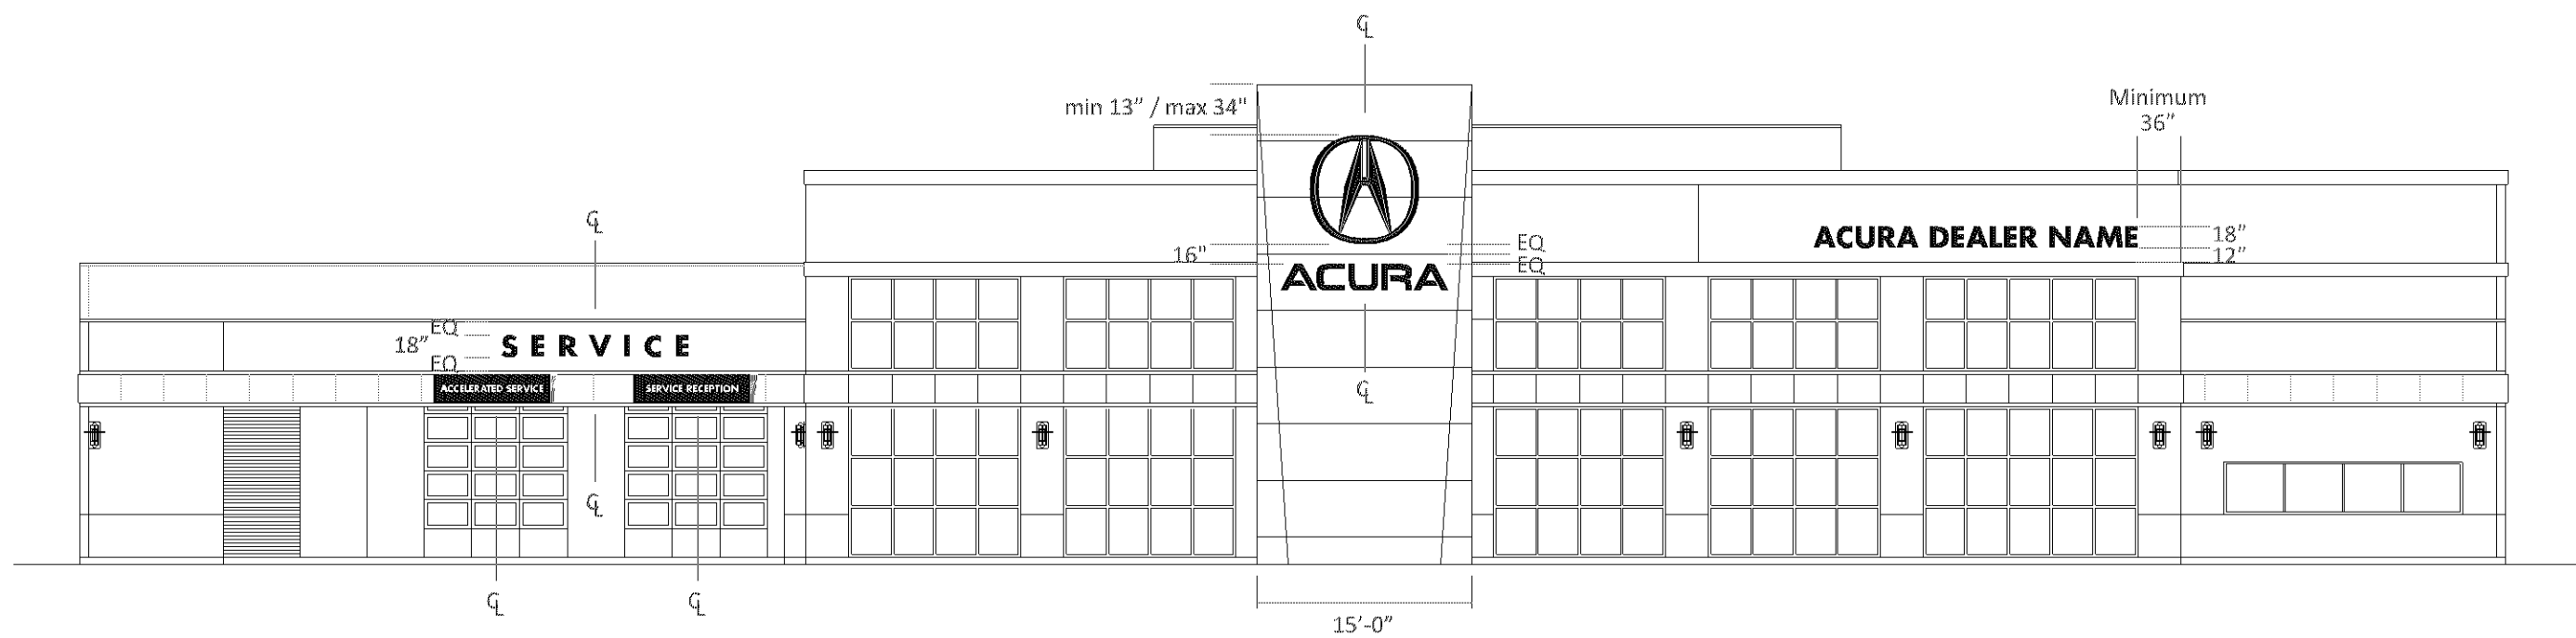 ℄
min 13” / max 34"
Minimum
36”
℄
ACURA DEALER NAME
18”
12”
16"
EQ
EQ
ACURA
EQ
18”
EQ
SERVICE
ACCELERATED SERVICE
SERVICE RECEPTION
℄
℄
℄
℄
15’-0”